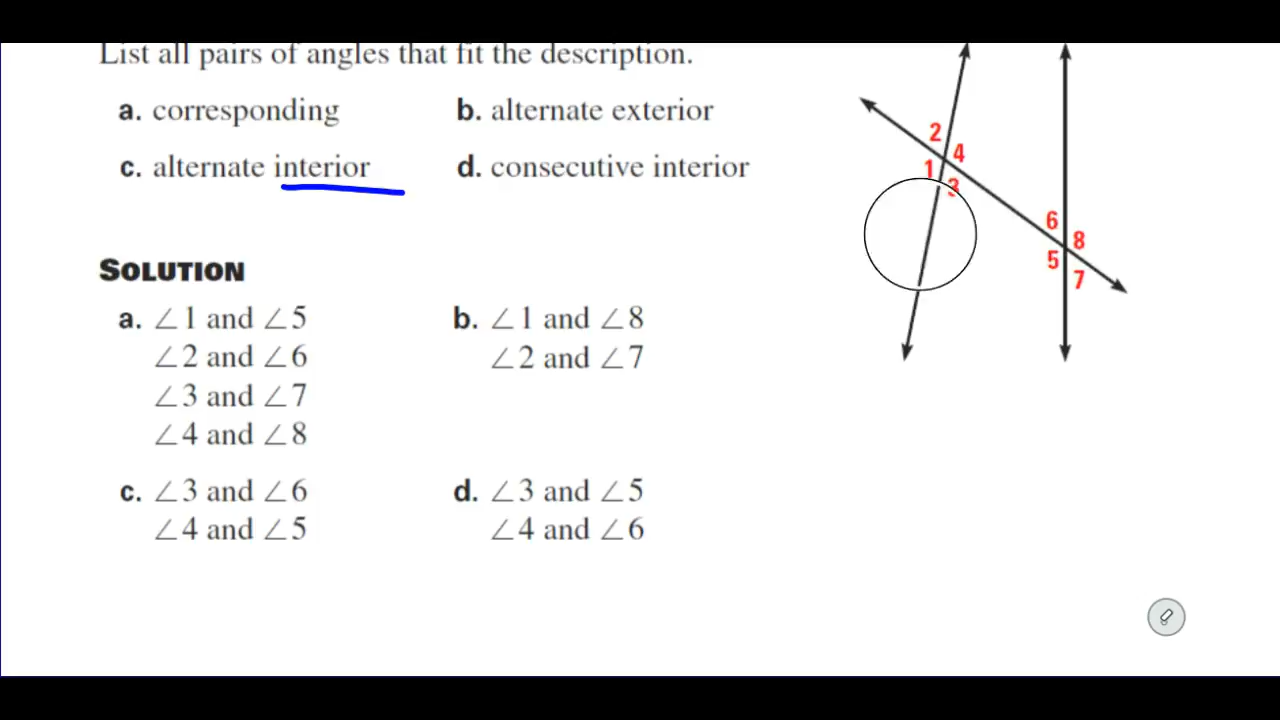 List all pairs of angles that fit the description.
a. corresponding b. alternate exterior
c. alternate interior d. consecutive interior
SOLUTION
a. ∠1 and ∠5 b. ∠1 and ∠8
∠2 and ∠6 ∠2 and ∠7
∠3 and ∠7
∠4 and ∠8
c. ∠3 and ∠6 d. ∠3 and ∠5
∠4 and ∠5 ∠4 and ∠6
2
4
1
3
6
8
5
7